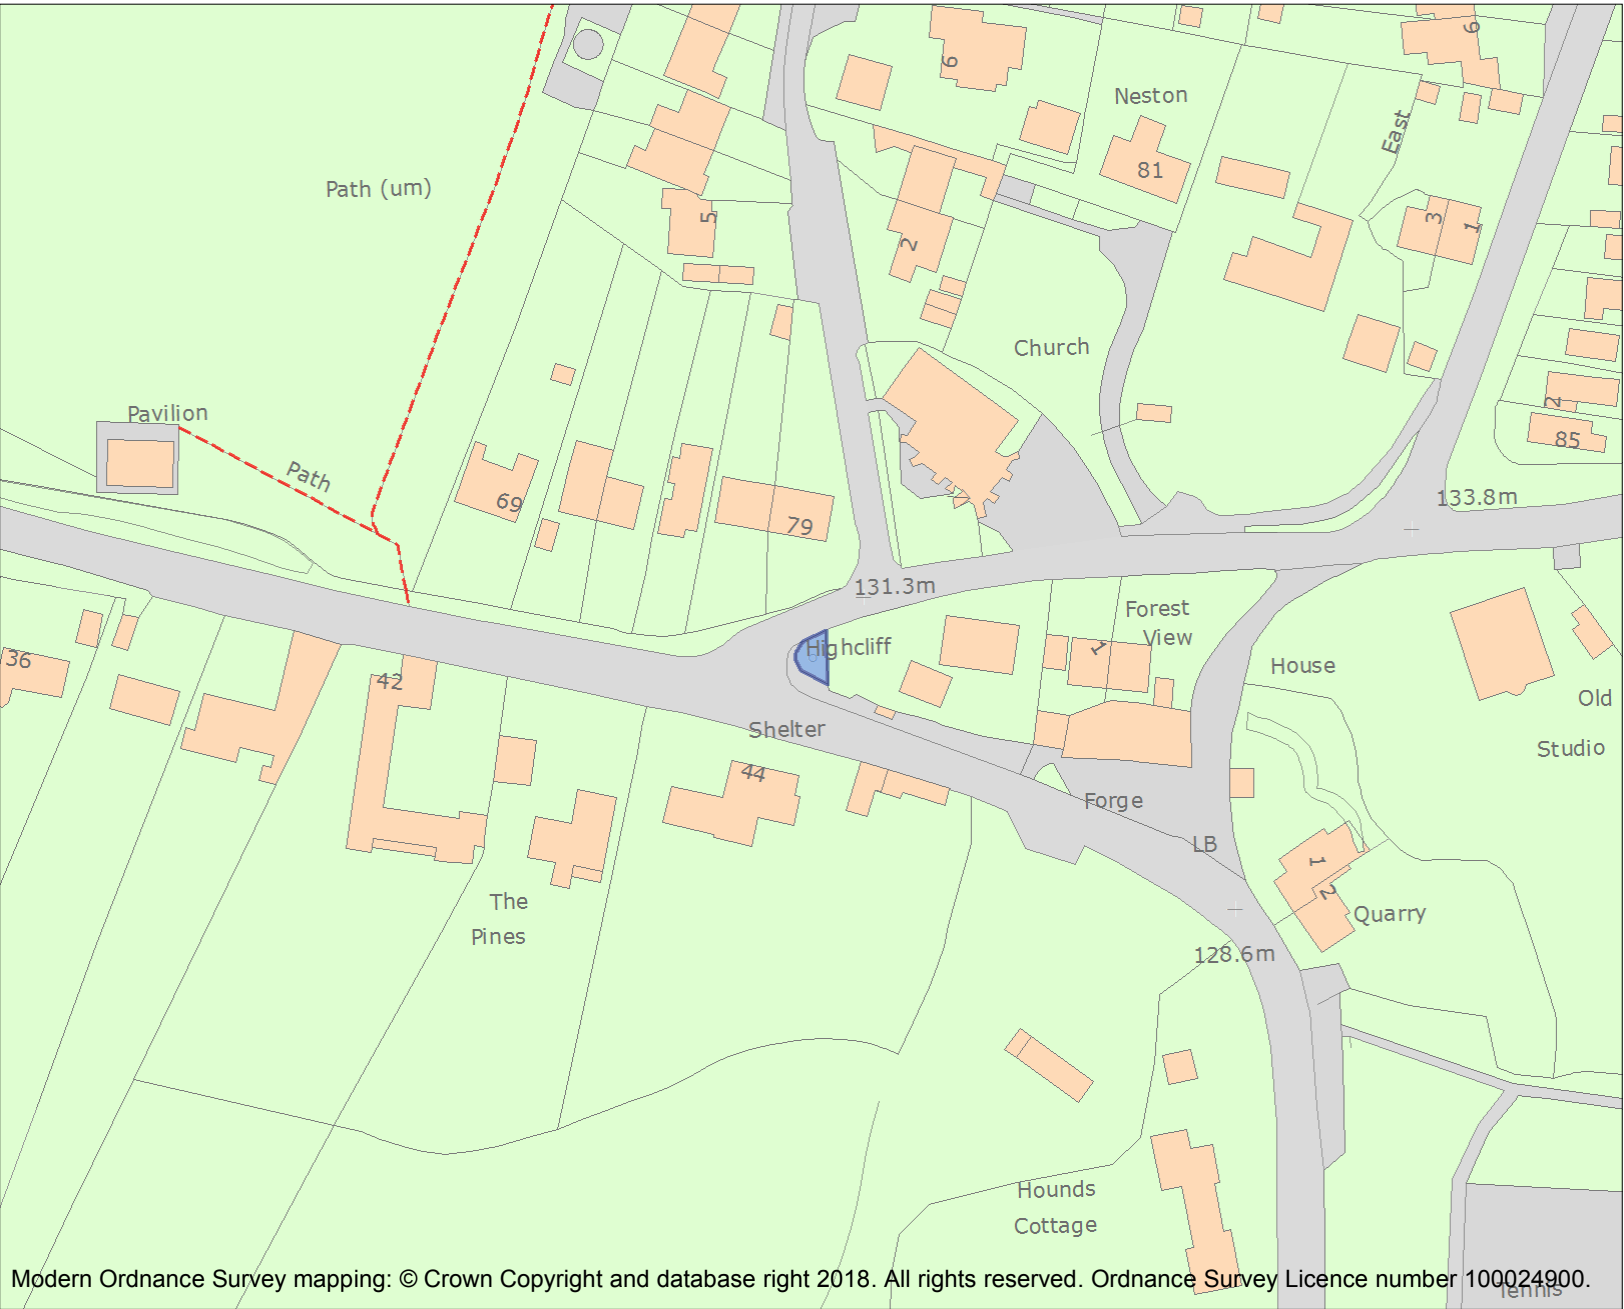 6
9
Neston
81
East
Path (um)
5
2
3
1
Church
Pavilion
Path
69
79
2
85
133.8m
131.3m
Highcliff
Forest
View
1
House
36
42
Old
Studio
Shelter
44
Forge
LB
1
2
Quarry
The
Pines
128.6m
Hounds
Cottage
Modern Ordnance Survey mapping: © Crown Copyright and database right 2018. All rights reserved. Ordnance Survey Licence number 100024900.
Tennis